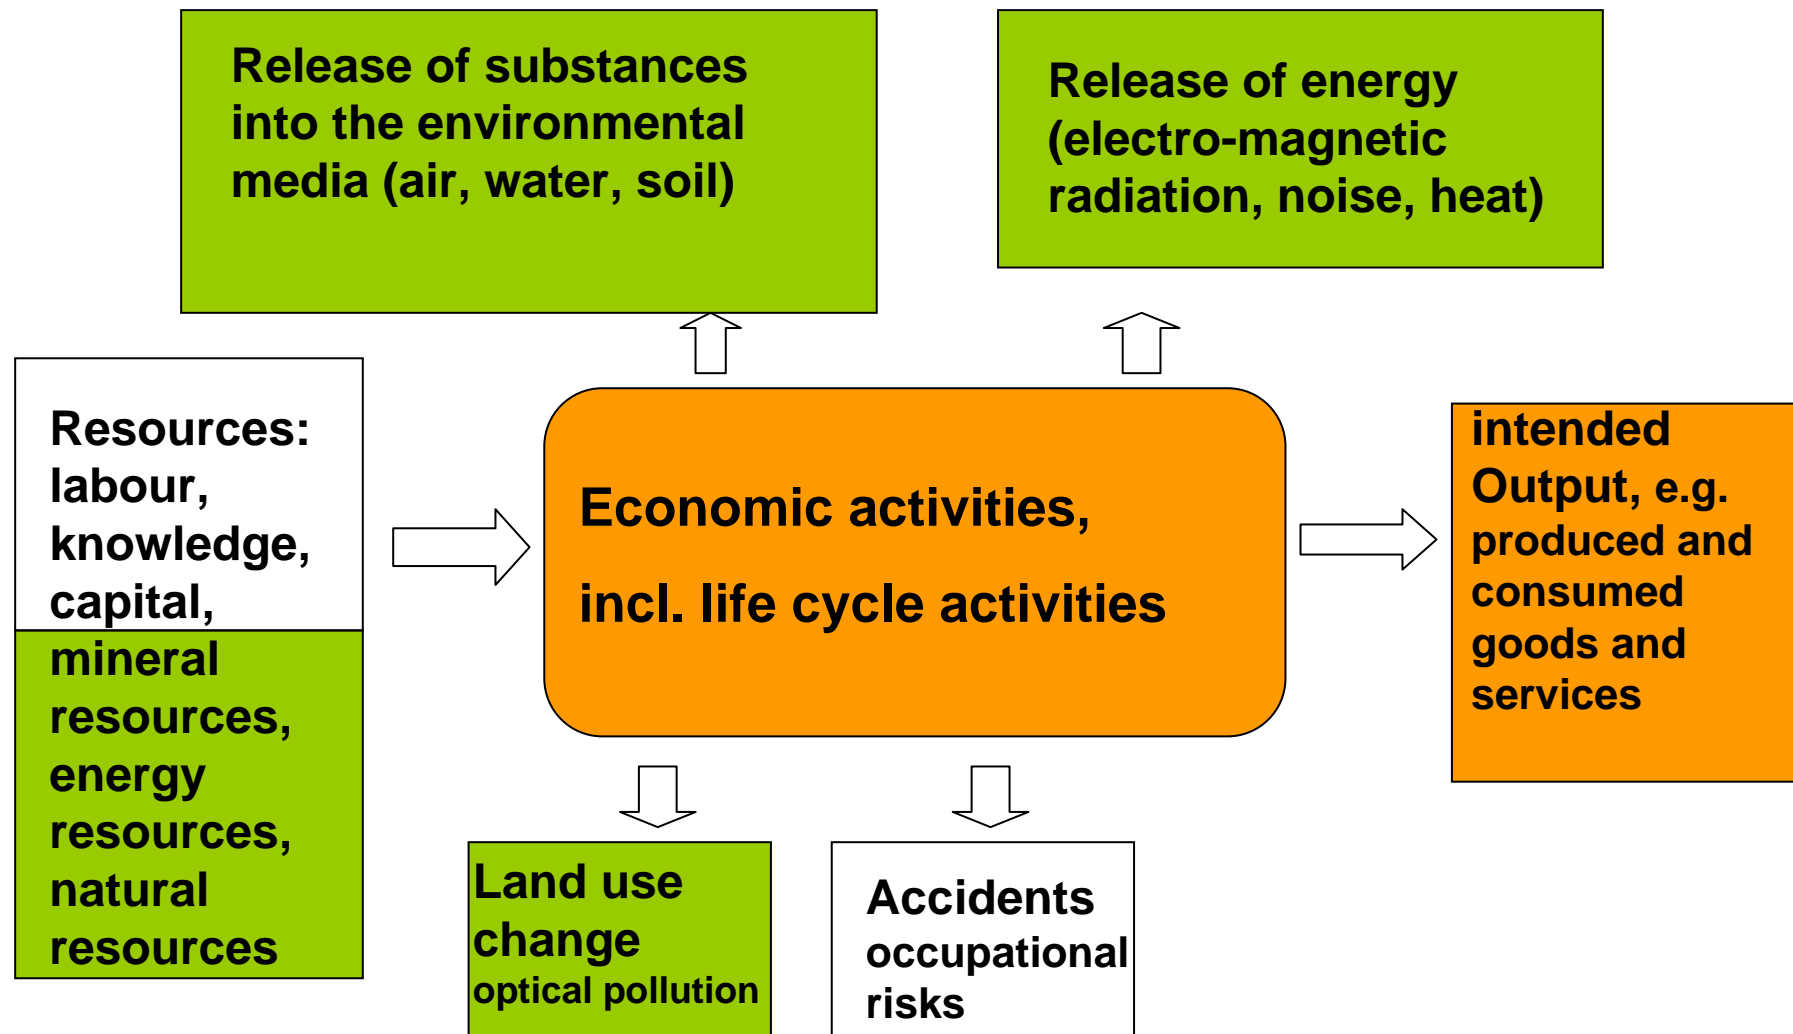 Release of substances
into the environmental
media (air, water, soil)
Release of energy
(electro-magnetic
radiation, noise, heat)
Resources:
labour,
knowledge,
capital,
mineral
resources,
energy
resources,
natural
resources
Economic activities,
incl. life cycle activities
intended
Output, e.g.
produced and
consumed
goods and
services
Land use
change
optical pollution
Accidents
occupational
risks